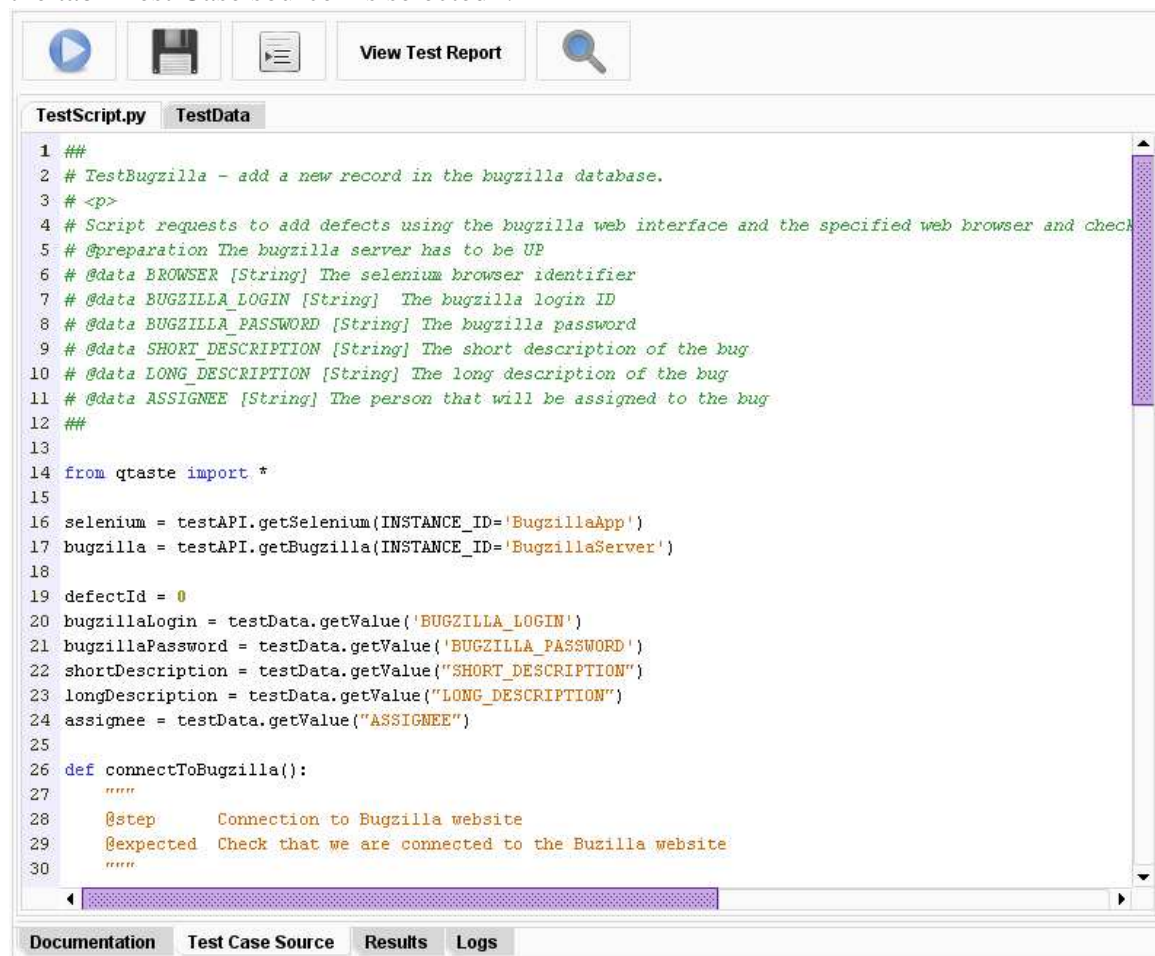 View Test Report
TestScript.py TestData
1 ##
2 # TestBugzilla - add a new record in the bugzilla database.
3 # <p>
4 # Script requests to add defects using the bugzilla web interface and the specified web browser and check
5 # @preparation The bugzilla server has to be UP
6 # @data BROWSER [String] The selenium browser identifier
7 # @data BUGZILLA_LOGIN [String]  The bugzilla login ID
8 # @data BUGZILLA_PASSWORD [String] The bugzilla password
9 # @data SHORT_DESCRIPTION [String] The short description of the bug
10 # @data LONG_DESCRIPTION [String] The long description of the bug
11 # @data ASSIGNEE [String] The person that will be assigned to the bug
12 ##
13
14 from qtaste import *
15
16 selenium = testAPI.getSelenium(INSTANCE_ID='BugzillaApp')
17 bugzilla = testAPI.getBugzilla(INSTANCE_ID='BugzillaServer')
18
19 defectId = 0
20 bugzillaLogin = testData.getValue('BUGZILLA_LOGIN')
21 bugzillaPassword = testData.getValue('BUGZILLA_PASSWORD')
22 shortDescription = testData.getValue("SHORT_DESCRIPTION")
23 longDescription = testData.getValue("LONG_DESCRIPTION")
24 assignee = testData.getValue("ASSIGNEE")
25
26 def connectToBugzilla():
27     """
28     @step      Connection to Bugzilla website
29     @expected  Check that we are connected to the Buzilla website
30     """
Documentation Test Case Source Results Logs